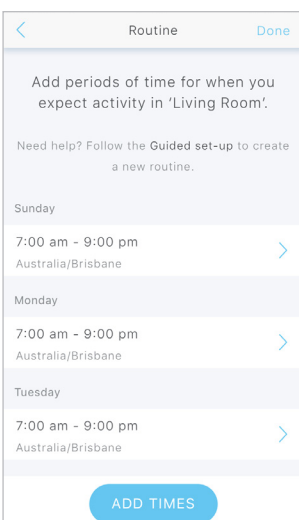 Routine Done
Add periods of time for when you
expect activity in ‘Living Room’.
Need help? Follow the Guided set-up to create
a new routine.
Sunday
7:00 am - 9:00 pm
Australia/Brisbane
Monday
7:00 am - 9:00 pm
Australia/Brisbane
Tuesday
7:00 am - 9:00 pm
Australia/Brisbane
ADD TIMES